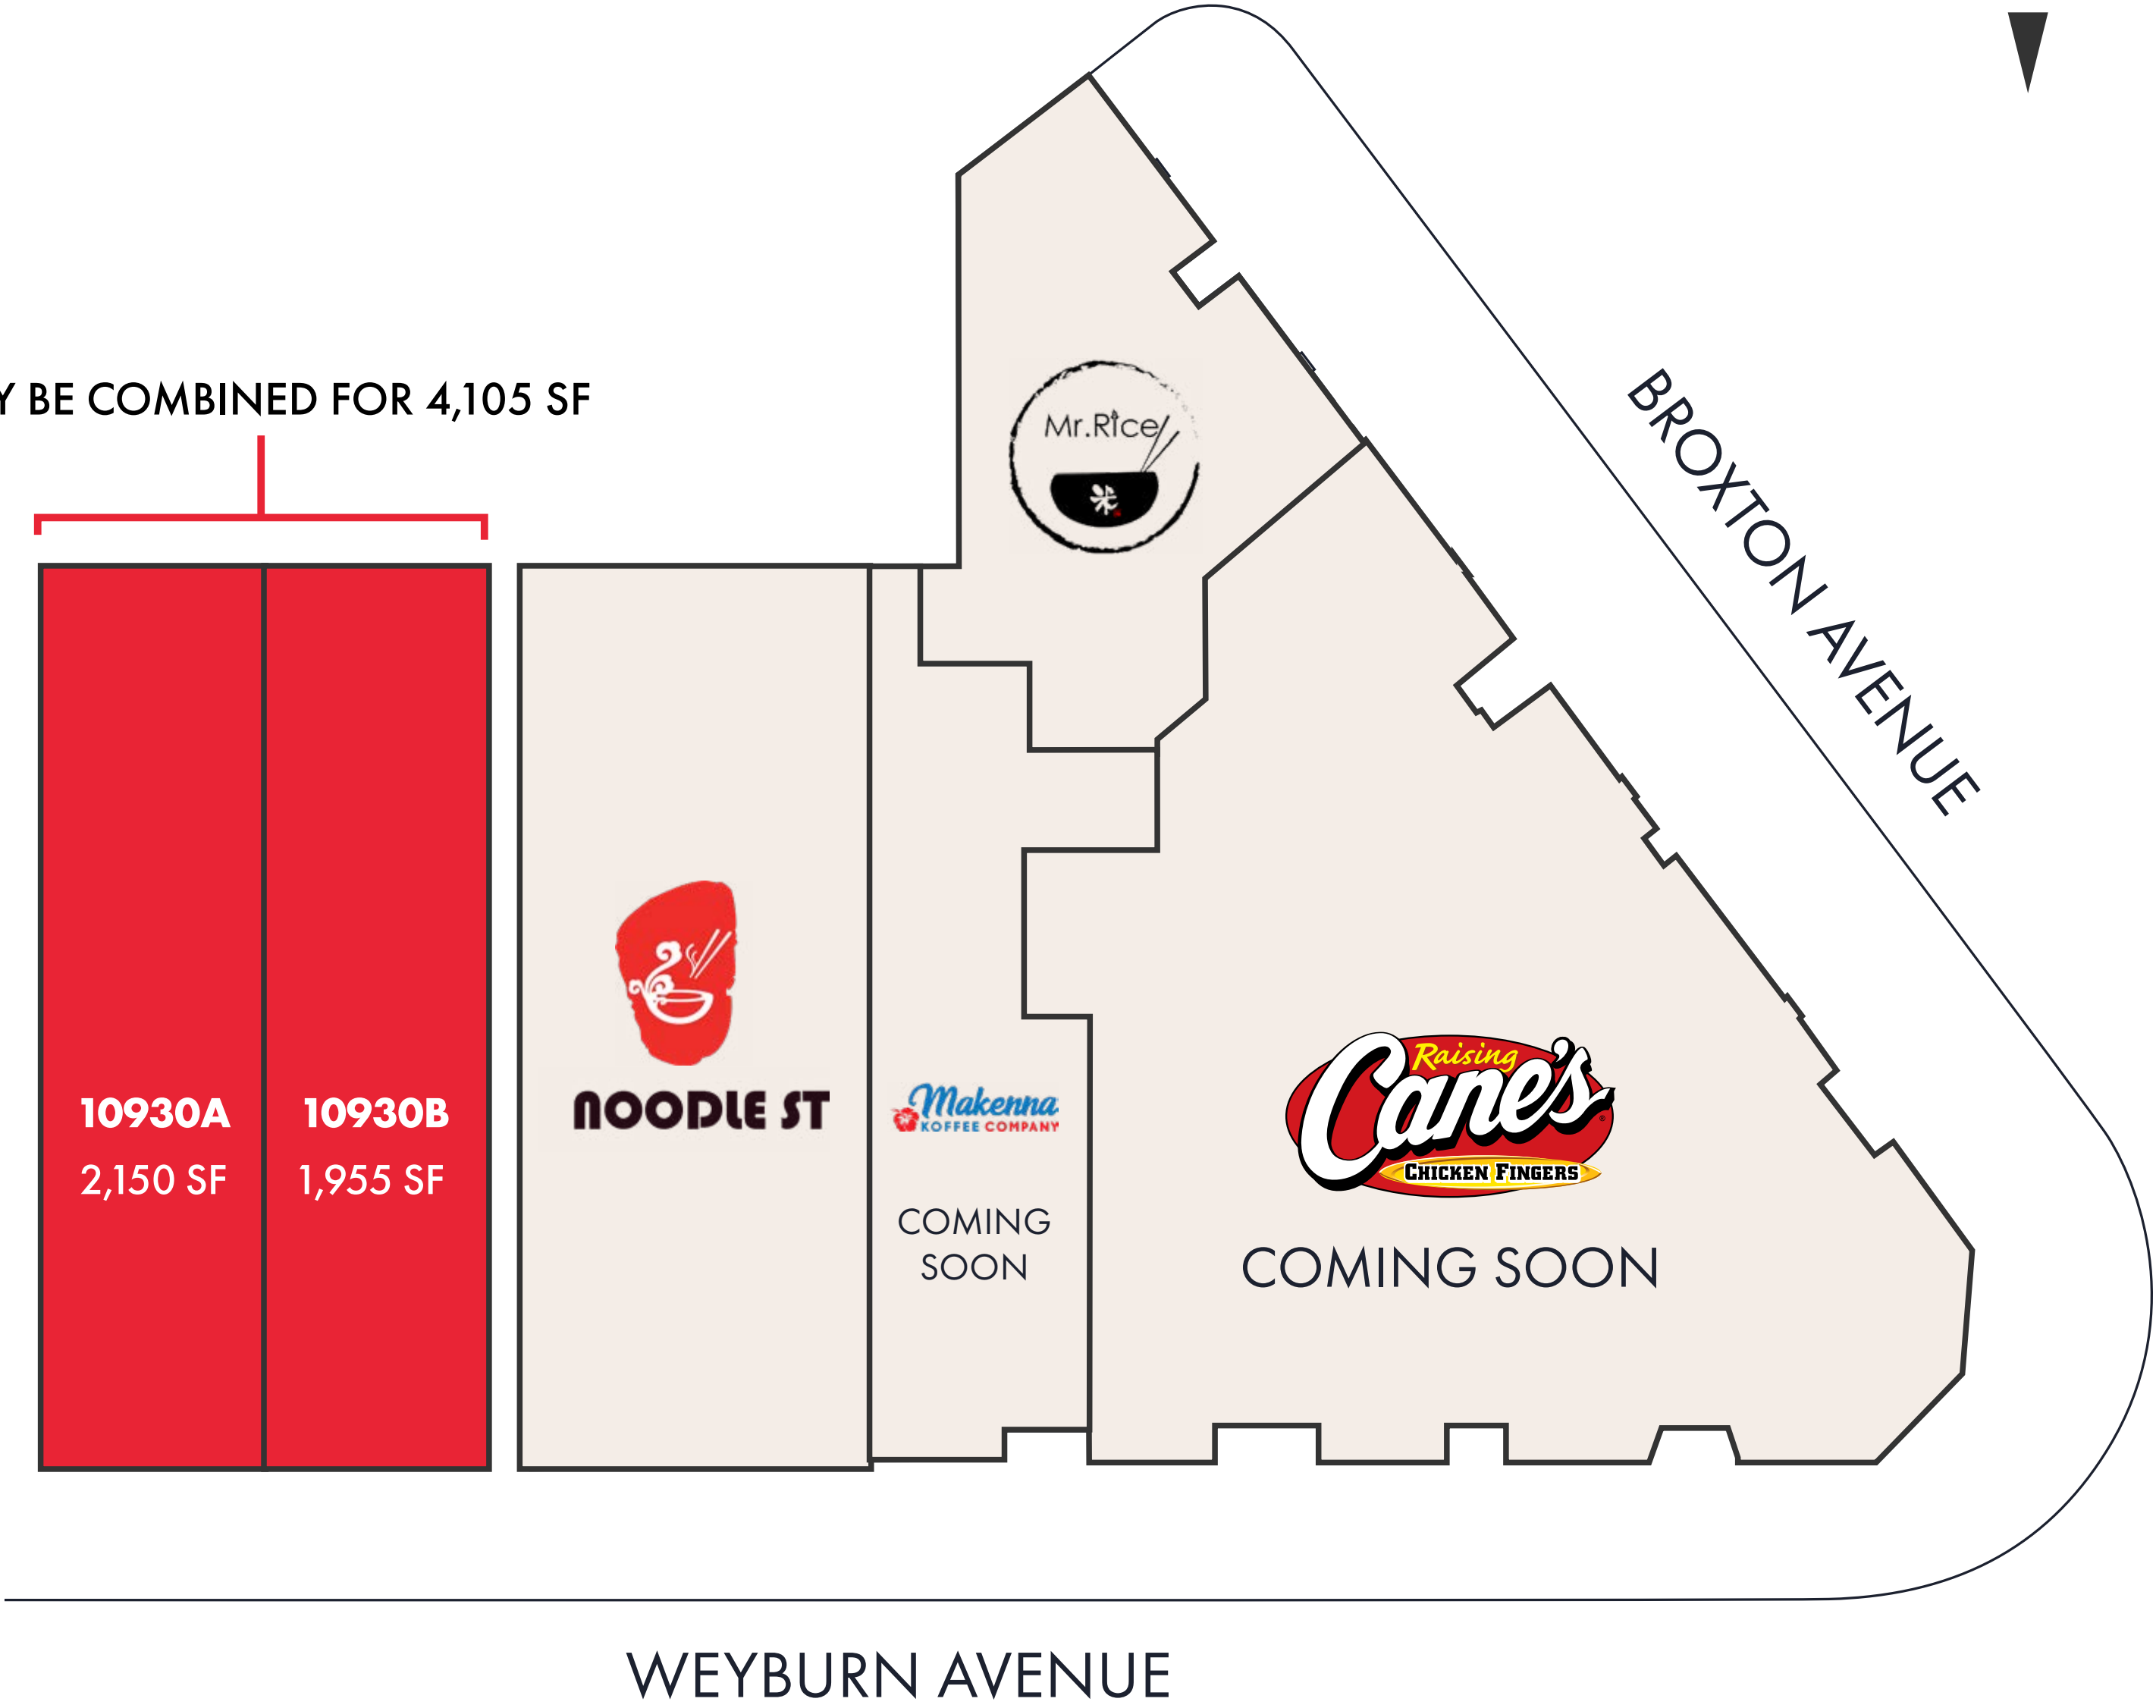 Y BE COMBINED FOR 4,105 SF
Mr.Rice
米
BROXTON AVENUE
NOODLE ST
10930A
2,150 SF
10930B
1,955 SF
Makenna
KOFFEE COMPANY
COMING
SOON
Raising
Cane's
CHICKEN FINGERS
®
COMING SOON
WEYBURN AVENUE